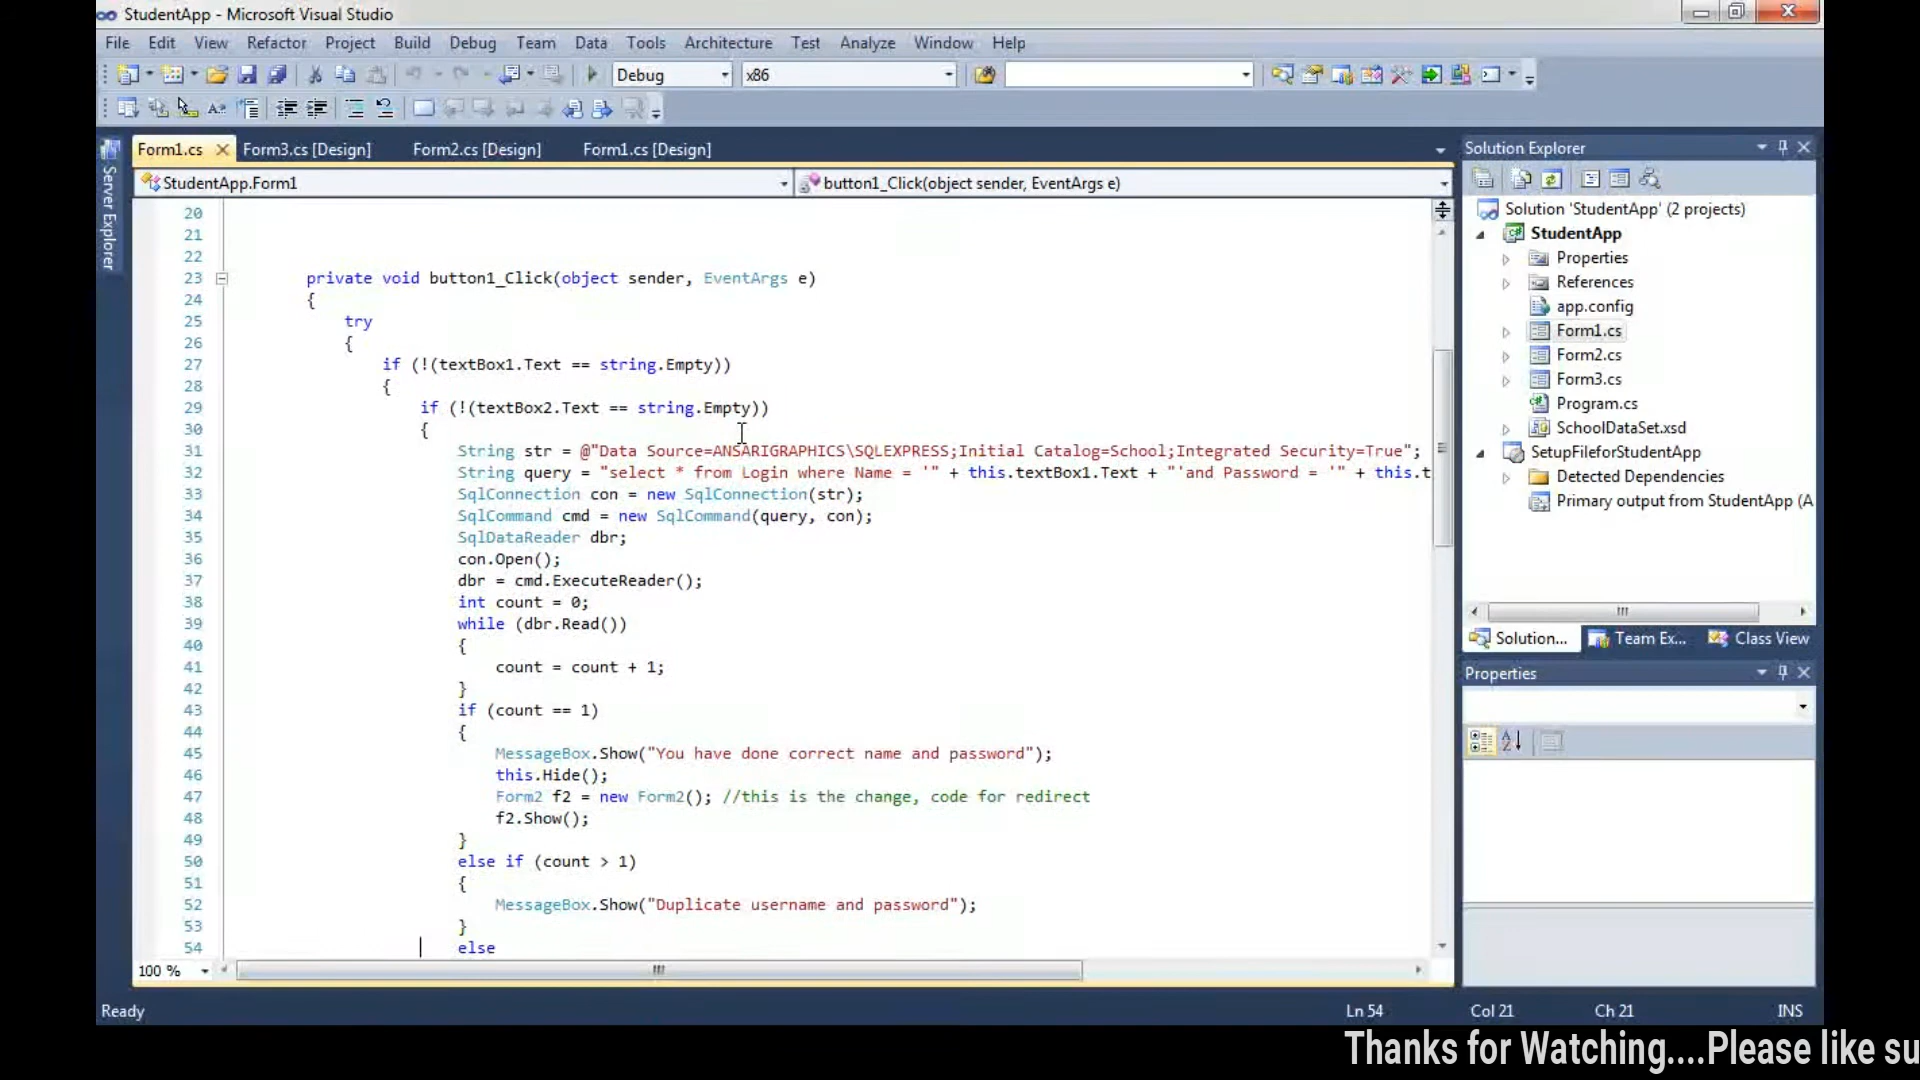 StudentApp - Microsoft Visual Studio
File Edit View Refactor Project Build Debug Team Data Tools Architecture Test Analyze Window Help
Debug x86
Form1.cs Form3.cs [Design] Form2.cs [Design] Form1.cs [Design]
Server Explorer
StudentApp.Form1 button1_Click(object sender, EventArgs e)
20
21
22
23 private void button1_Click(object sender, EventArgs e)
24 {
25 try
26 {
27 if (!(textBox1.Text == string.Empty))
28 {
29 if (!(textBox2.Text == string.Empty))
30 {
31 String str = @"Data Source=ANSARIGRAPHICS\SQLEXPRESS;Initial Catalog=School;Integrated Security=True";
32 String query = "select * from Login where Name = '" + this.textBox1.Text + "'and Password = '" + this.t
33 SqlConnection con = new SqlConnection(str);
34 SqlCommand cmd = new SqlCommand(query, con);
35 SqlDataReader dbr;
36 con.Open();
37 dbr = cmd.ExecuteReader();
38 int count = 0;
39 while (dbr.Read())
40 {
41 count = count + 1;
42 }
43 if (count == 1)
44 {
45 MessageBox.Show("You have done correct name and password");
46 this.Hide();
47 Form2 f2 = new Form2(); //this is the change, code for redirect
48 f2.Show();
49 }
50 else if (count > 1)
51 {
52 MessageBox.Show("Duplicate username and password");
53 }
54 else
100 %
Solution Explorer
Solution 'StudentApp' (2 projects)
StudentApp
Properties
References
app.config
Form1.cs
Form2.cs
Form3.cs
Program.cs
SchoolDataSet.xsd
SetupFileforStudentApp
Detected Dependencies
Primary output from StudentApp (A
Solution... Team Ex... Class View
Properties
Ready Ln 54 Col 21 Ch 21 INS
Thanks for Watching....Please like su